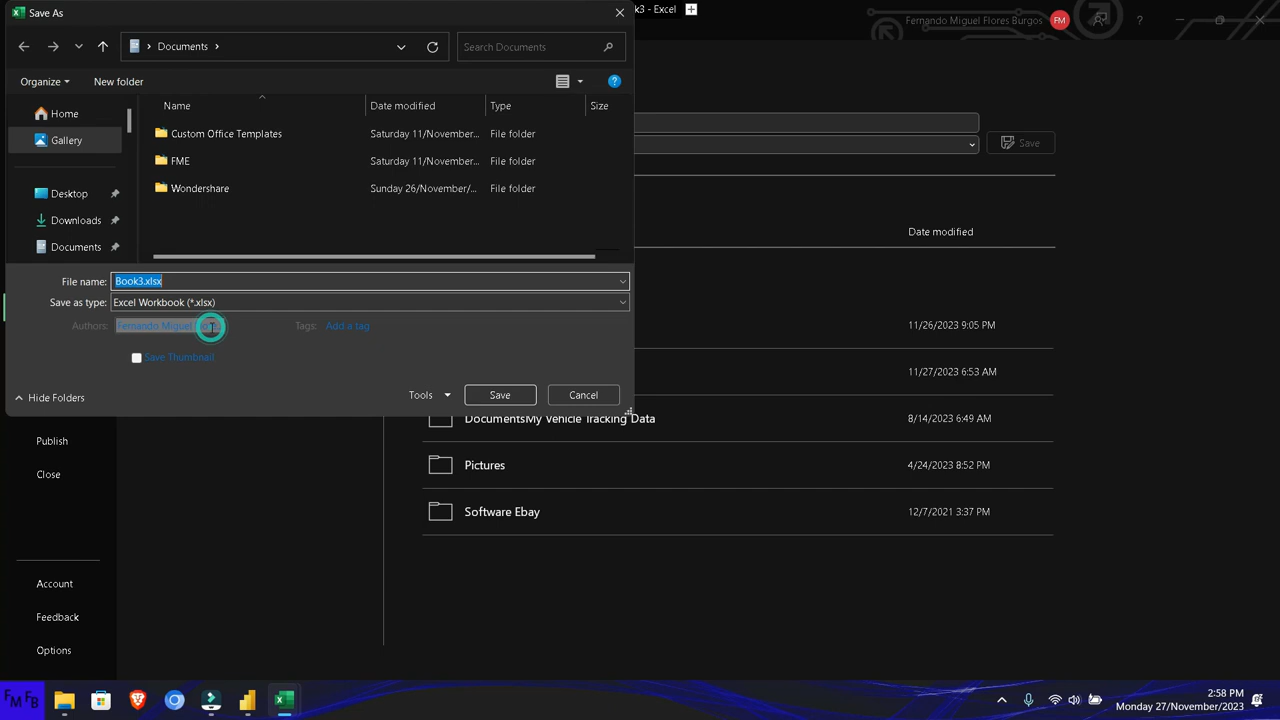 Save As
k3 - Excel
Fernando Miguel Flores Burgos FM
?
Documents
Search Documents
Organize
New folder
?
Home
Gallery
Desktop
Downloads
Documents
Name Date modified Type Size
Custom Office Templates Saturday 11/November... File folder
FME Saturday 11/November... File folder
Wondershare Sunday 26/November/... File folder
File name: Book3.xlsx
Save as type: Excel Workbook (*.xlsx)
Authors: Fernando Miguel
Tags: Add a tag
Save Thumbnail
Hide Folders
Tools
Save
Cancel
Save
Date modified
11/26/2023 9:05 PM
11/27/2023 6:53 AM
DocumentsMy Vehicle Tracking Data 8/14/2023 6:49 AM
Pictures 4/24/2023 8:52 PM
Software Ebay 12/7/2021 3:37 PM
Publish
Close
Account
Feedback
Options
FM FB
2:58 PM
Monday 27/November/2023